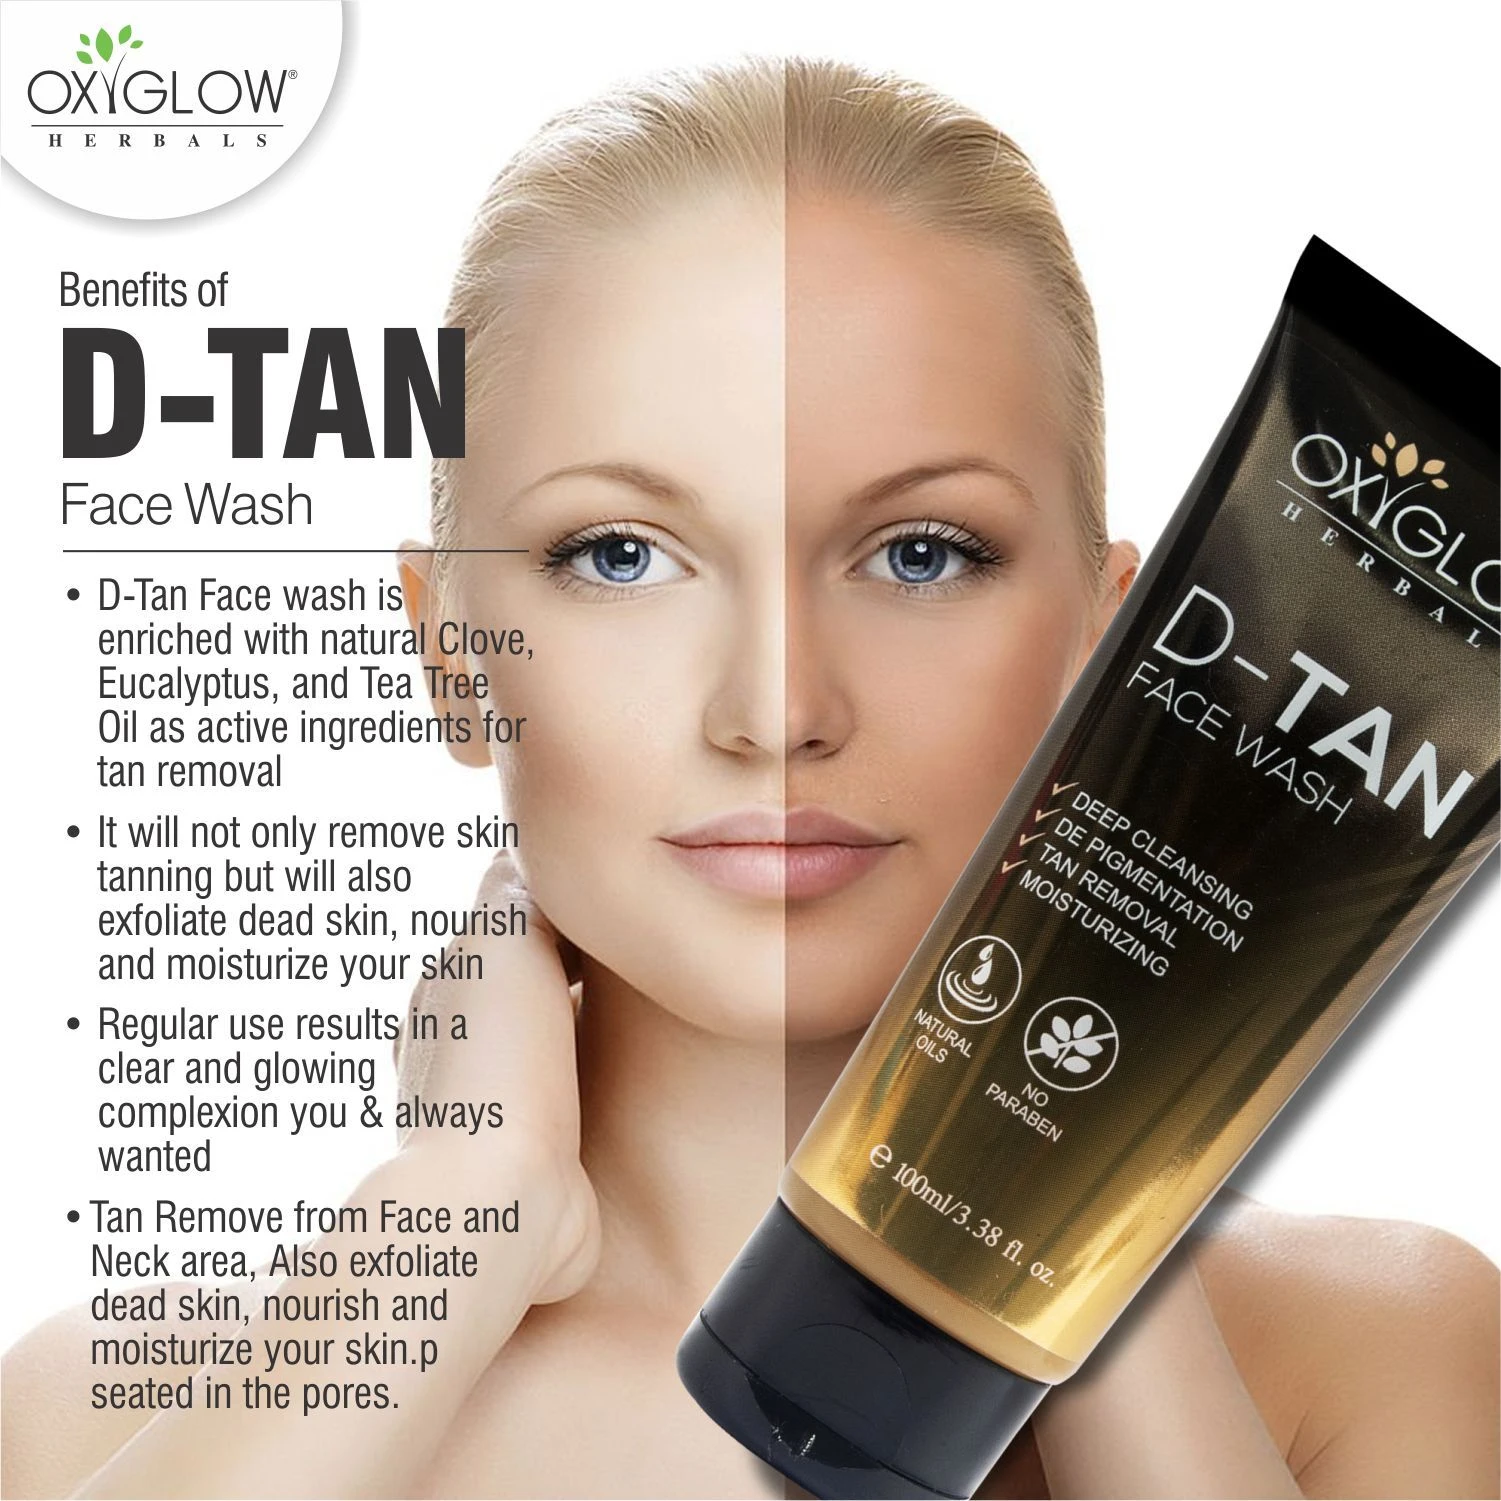 OXYGLOW®
HERBALS
Benefits of
D-TAN
Face Wash
• D-Tan Face wash is
enriched with natural Clove,
Eucalyptus, and Tea Tree
Oil as active ingredients for
tan removal
• It will not only remove skin
tanning but will also
exfoliate dead skin, nourish
and moisturize your skin
• Regular use results in a
clear and glowing
complexion you & always
wanted
• Tan Remove from Face and
Neck area, Also exfoliate
dead skin, nourish and
moisturize your skin.p
seated in the pores.
OXYGLO
HERBAL
D-TAN
FACE WASH
✓ DEEP CLEANSING
✓ DE PIGMENTATION
✓ TAN REMOVAL
✓ MOISTURIZING
NATURAL
OILS
NO
PARABEN
℮ 100ml/3.38 fl. oz.